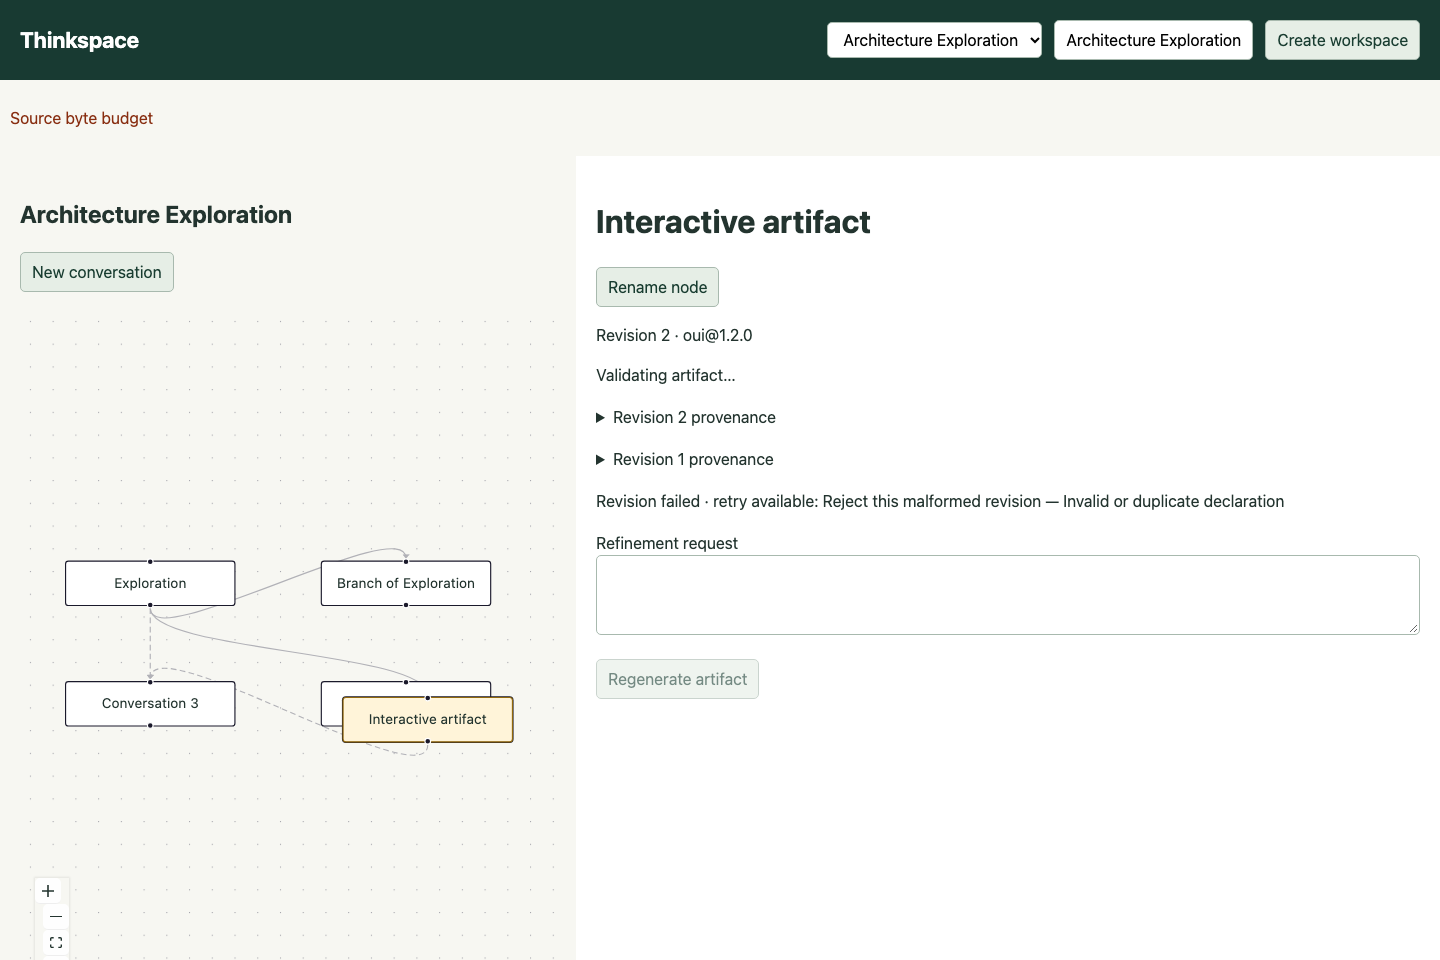 Thinkspace
Architecture Exploration
Architecture Exploration
Create workspace
Source byte budget
Architecture Exploration
New conversation
Exploration
Branch of Exploration
Conversation 3
Interactive artifact
Interactive artifact
Rename node
Revision 2 · oui@1.2.0
Validating artifact...
Revision 2 provenance
Revision 1 provenance
Revision failed · retry available: Reject this malformed revision — Invalid or duplicate declaration
Refinement request
Regenerate artifact